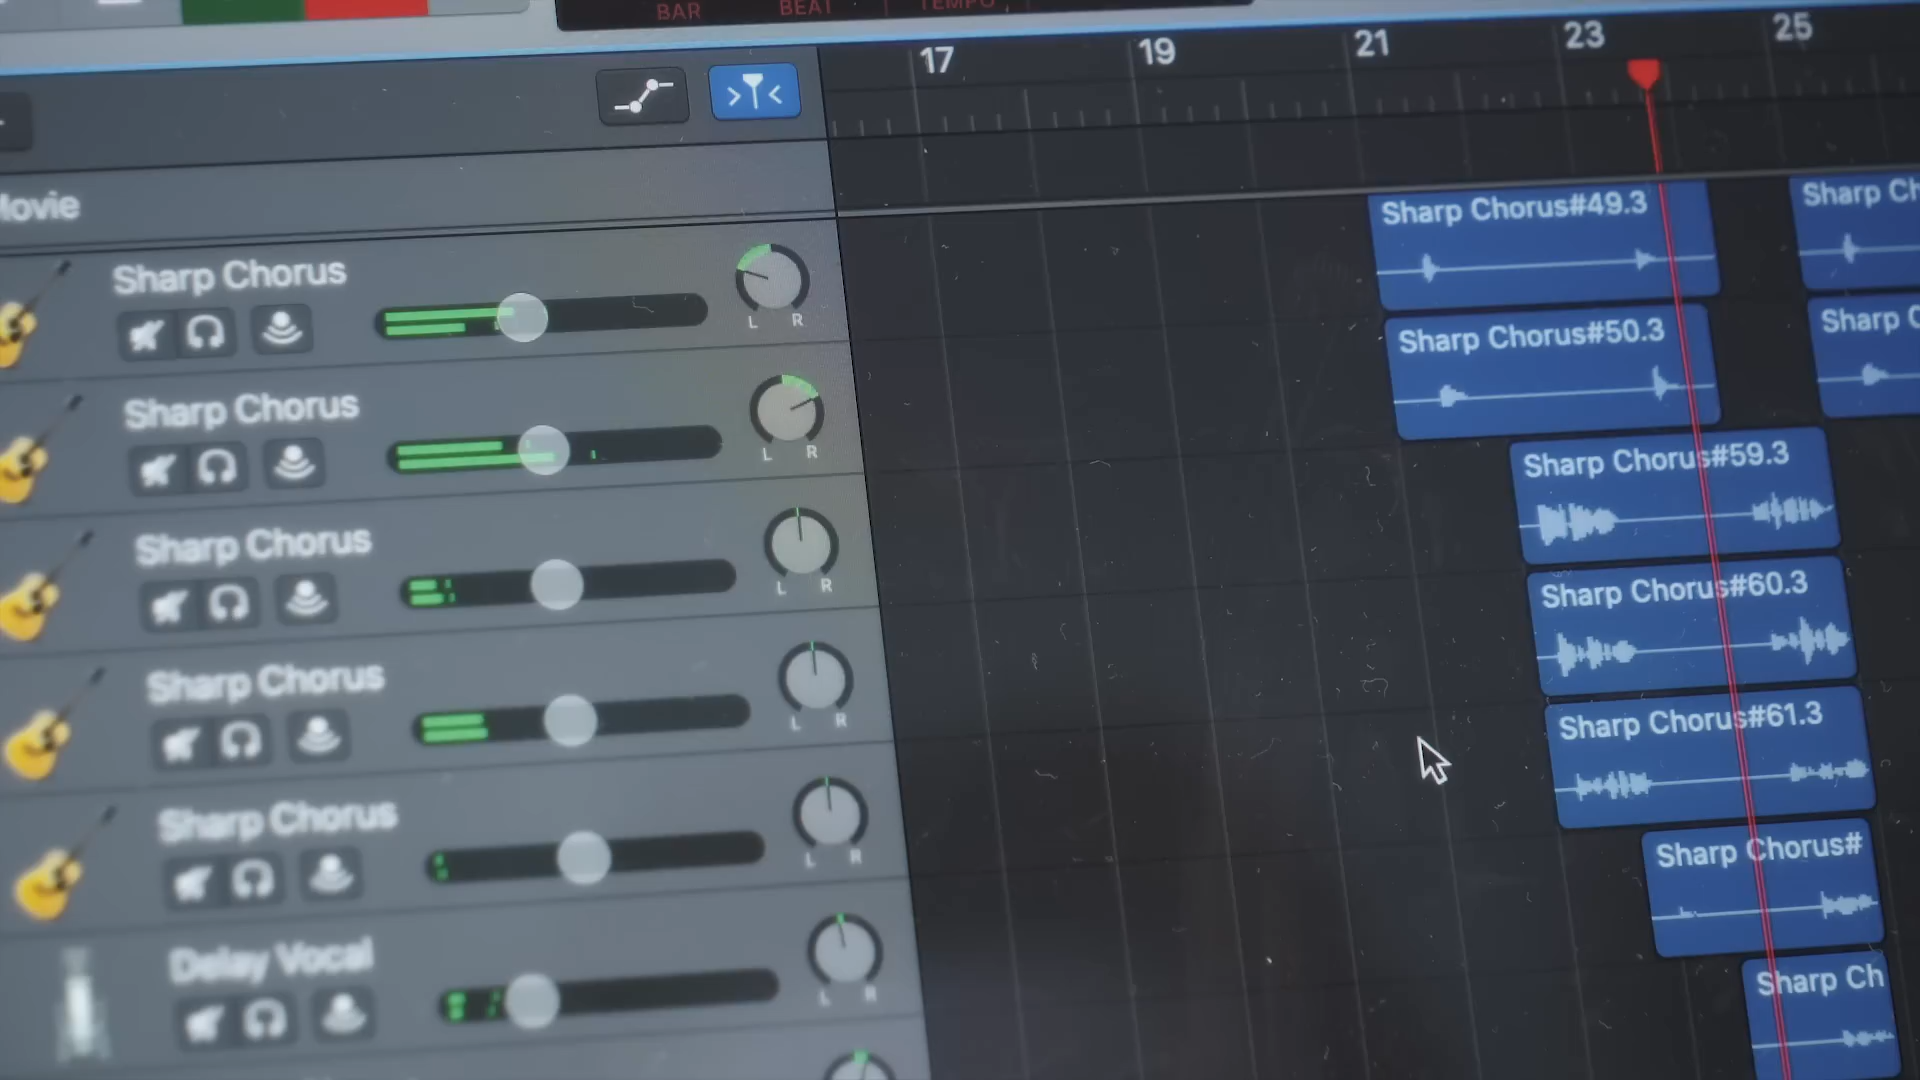 BAR BEAT TEMPO
17 19 21 23 25
Movie
Sharp Chorus
L R
Sharp Chorus
L R
Sharp Chorus
L R
Sharp Chorus
L R
Sharp Chorus
L R
Delay Vocal
L R
Sharp Chorus#49.3
Sharp Ch
Sharp Chorus#50.3
Sharp C
Sharp Chorus#59.3
Sharp Chorus#60.3
Sharp Chorus#61.3
Sharp Chorus#
Sharp Ch